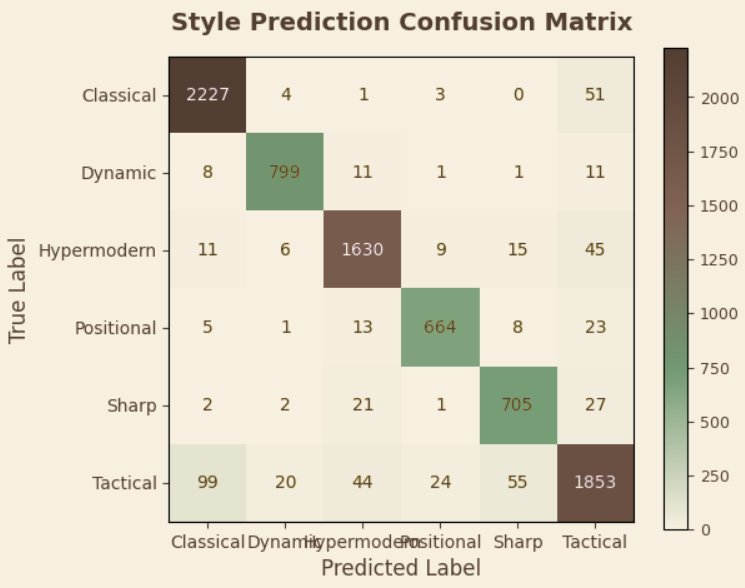 Style Prediction Confusion Matrix
Classical 2227 4 1 3 0 51
Dynamic 8 799 11 1 1 11
Hypermodern 11 6 1630 9 15 45
Positional 5 1 13 664 8 23
Sharp 2 2 21 1 705 27
Tactical 99 20 44 24 55 1853
Classical Dynamic Hypermodern Positional Sharp Tactical
Predicted Label
True Label
2000
1750
1500
1250
1000
750
500
250
0